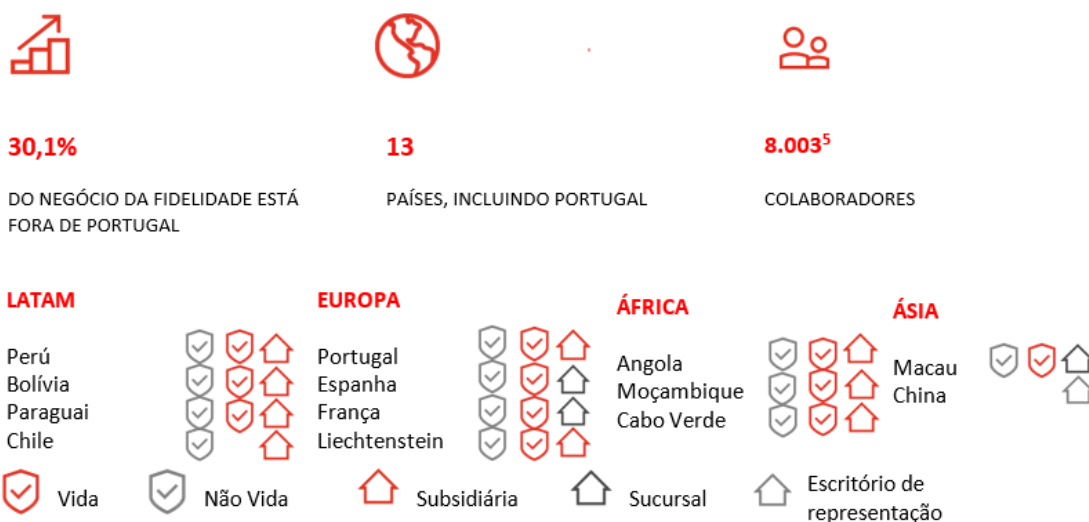 30,1%
13
8.003⁵
DO NEGÓCIO DA FIDELIDADE ESTÁ
FORA DE PORTUGAL
PAÍSES, INCLUINDO PORTUGAL
COLABORADORES
LATAM
Perú
Bolívia
Paraguai
Chile
EUROPA
Portugal
Espanha
França
Liechtenstein
ÁFRICA
Angola
Moçambique
Cabo Verde
ÁSIA
Macau
China
Vida
Não Vida
Subsidiária
Sucursal
Escritório de
representação